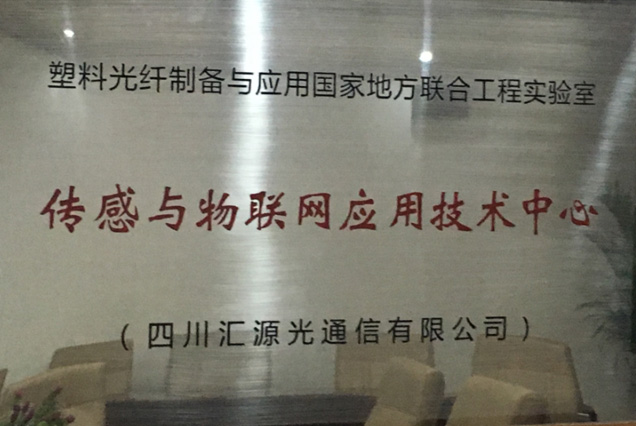 塑料光纤制备与应用国家地方联合工程实验室
传感与物联网应用技术中心
（四川汇源光通信有限公司）